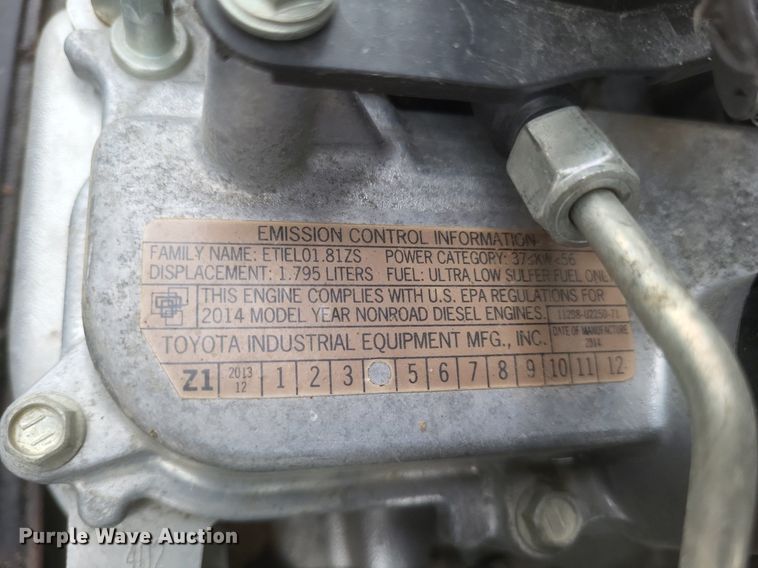 EMISSION CONTROL INFORMATION
FAMILY NAME: ETIEL01.81ZS POWER CATEGORY: 37≤KW<56
DISPLACEMENT: 1.795 LITERS FUEL: ULTRA LOW SULFER FUEL ONLY
THIS ENGINE COMPLIES WITH U.S. EPA REGULATIONS FOR
2014 MODEL YEAR NONROAD DIESEL ENGINES. 11298-U2250-71
TOYOTA INDUSTRIAL EQUIPMENT MFG., INC. DATE OF MANUFACTURE
2014
Z1 2013 12 1 2 3 5 6 7 8 9 10 11 12
Purple Wave Auction